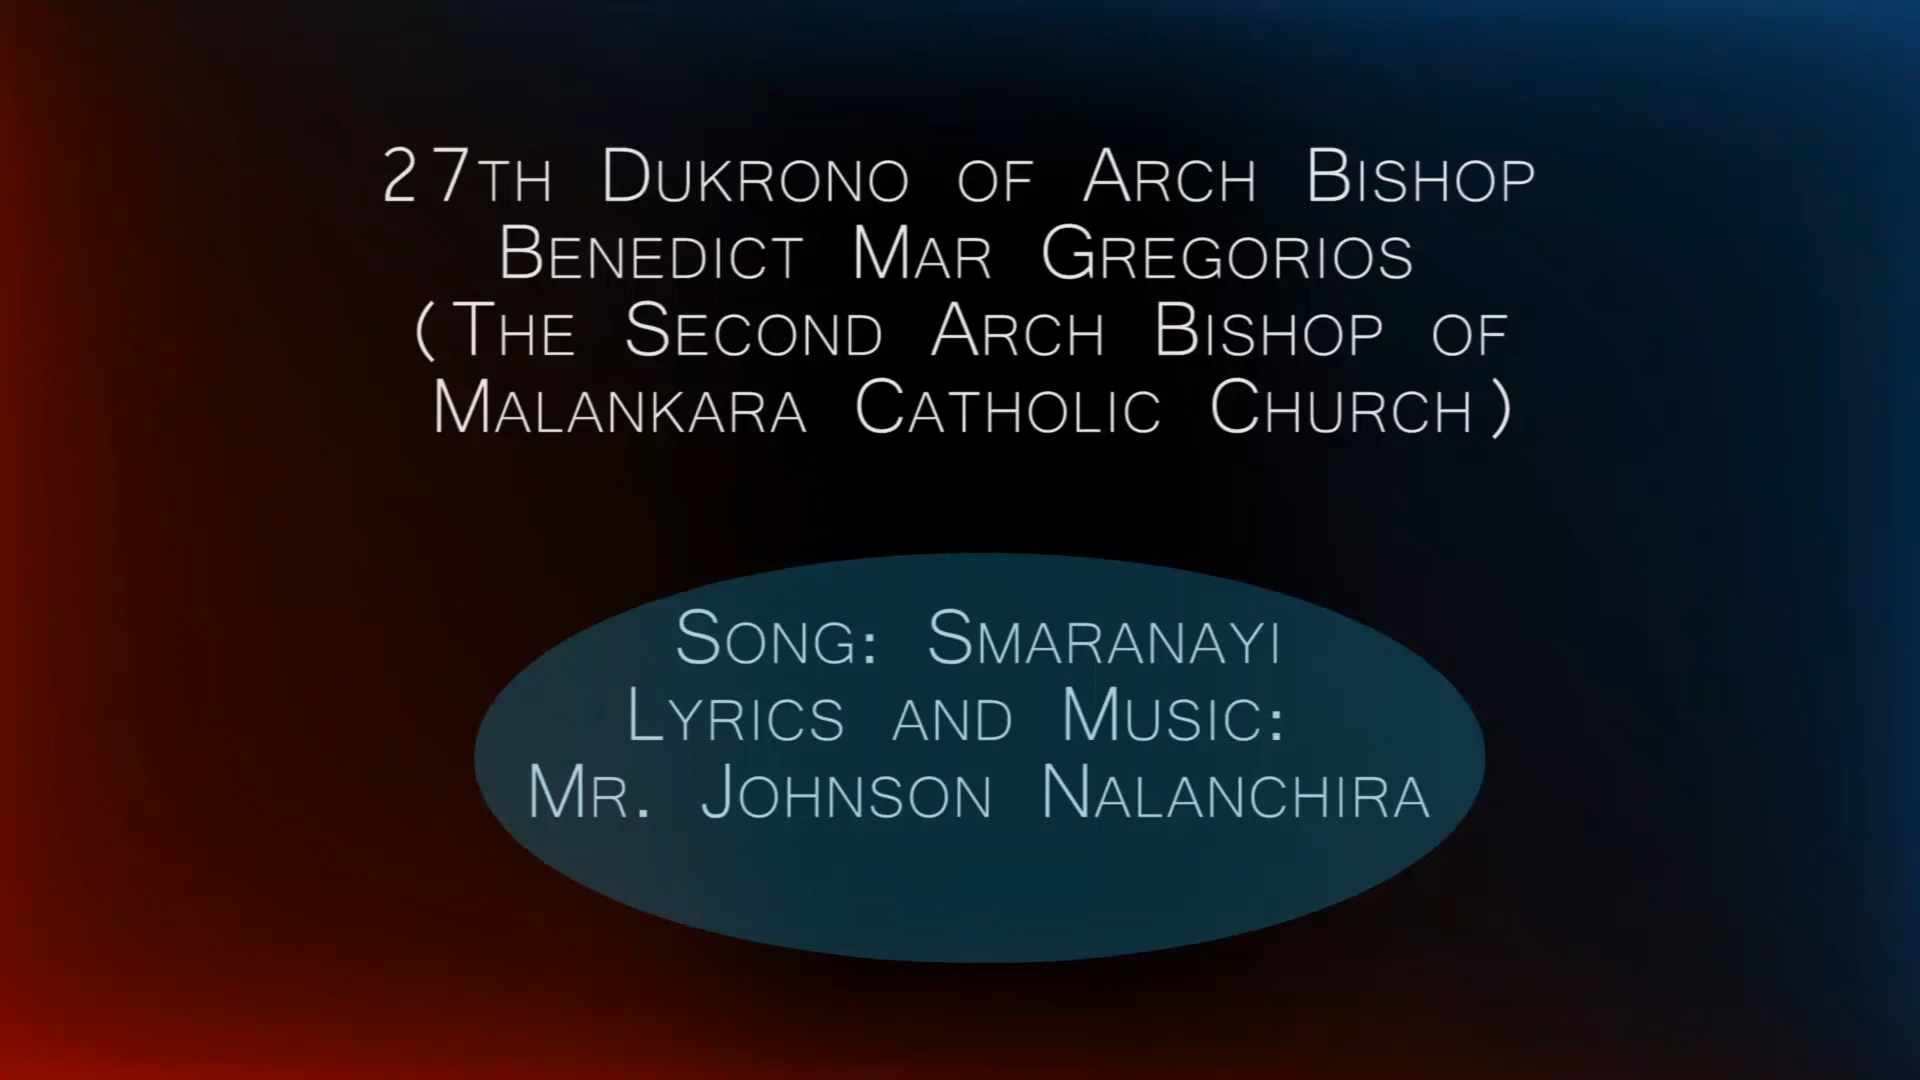 27th Dukrono of Arch Bishop
Benedict Mar Gregorios
(The Second Arch Bishop of
Malankara Catholic Church)
Song: Smaranayi
Lyrics and Music:
Mr. Johnson Nalanchira